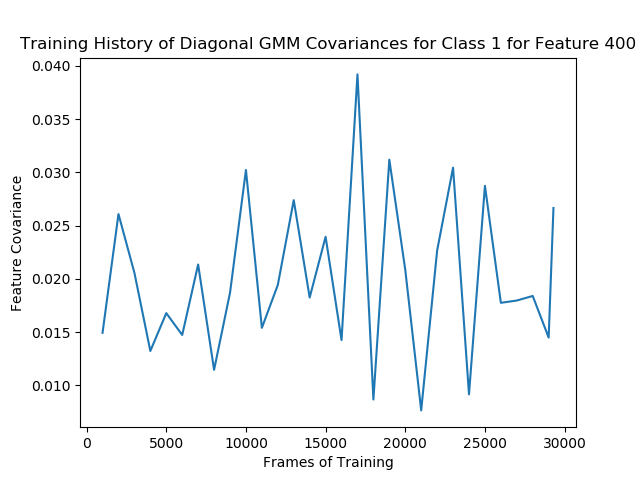 Training History of Diagonal GMM Covariances for Class 1 for Feature 400
0.040
0.035
0.030
0.025
0.020
0.015
0.010
Feature Covariance
0 5000 10000 15000 20000 25000 30000
Frames of Training